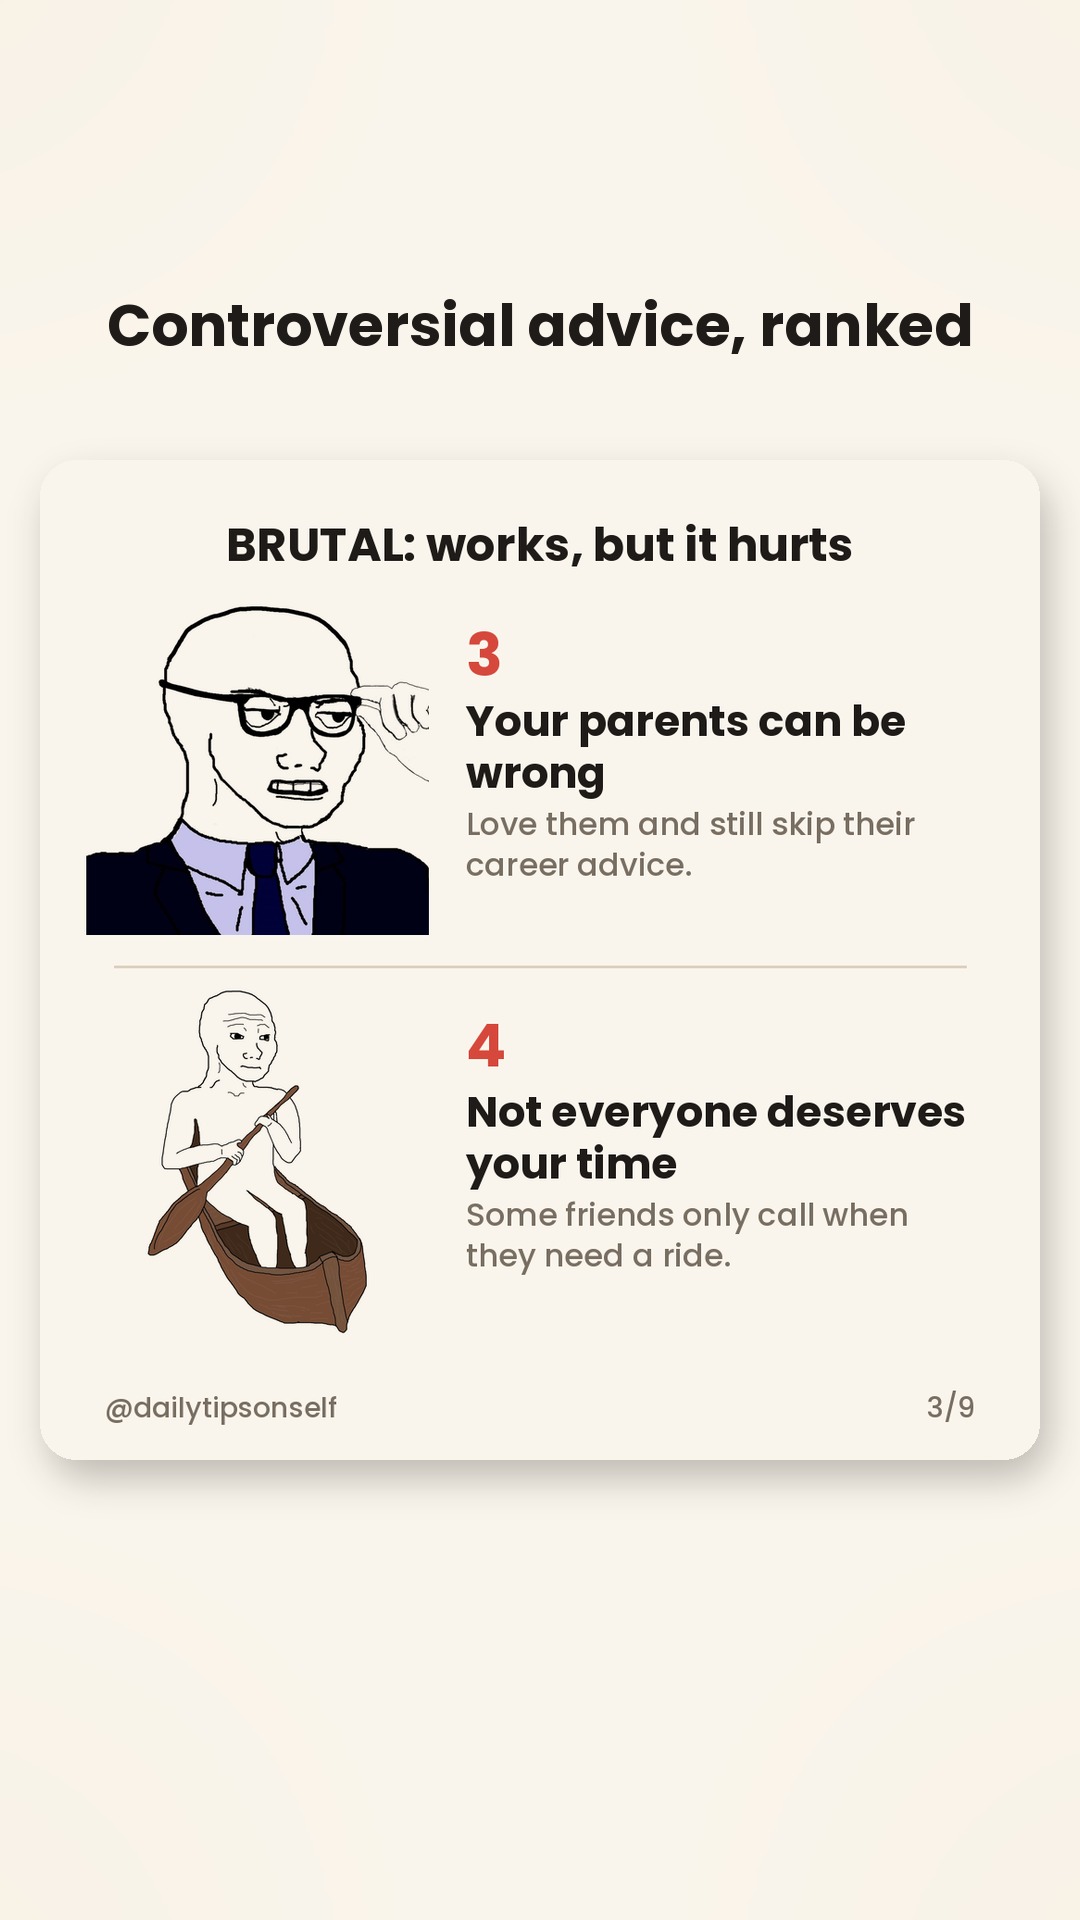 Controversial advice, ranked
BRUTAL: works, but it hurts
3
Your parents can be
wrong
Love them and still skip their
career advice.
4
Not everyone deserves
your time
Some friends only call when
they need a ride.
@dailytipsonself
3/9